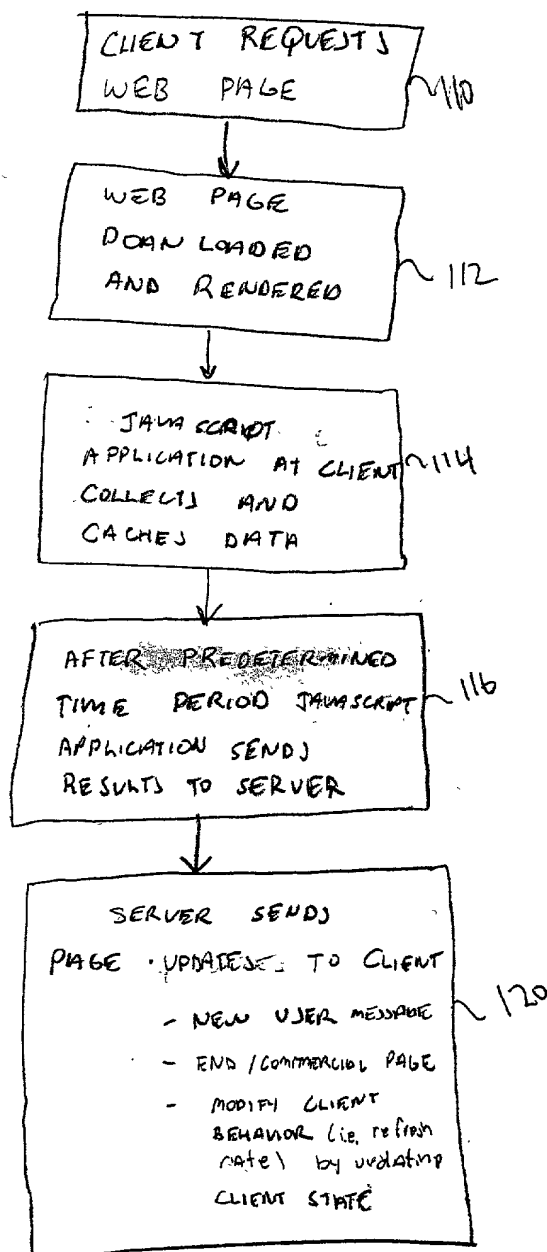 CLIENT REQUESTS
WEB PAGE
110
WEB PAGE
DOWNLOADED
AND RENDERED
112
JAVASCRIPT
APPLICATION AT CLIENT
114
COLLECTS AND
CACHES DATA
AFTER PREDETERMINED
TIME PERIOD JAVASCRIPT
116
APPLICATION SENDS
RESULTS TO SERVER
SERVER SENDS
PAGE UPDATES TO CLIENT
- NEW USER MESSAGE
120
- END / COMMERCIAL PAGE
- MODIFY CLIENT
BEHAVIOR (i.e. refresh
rate) by updating
CLIENT STATE